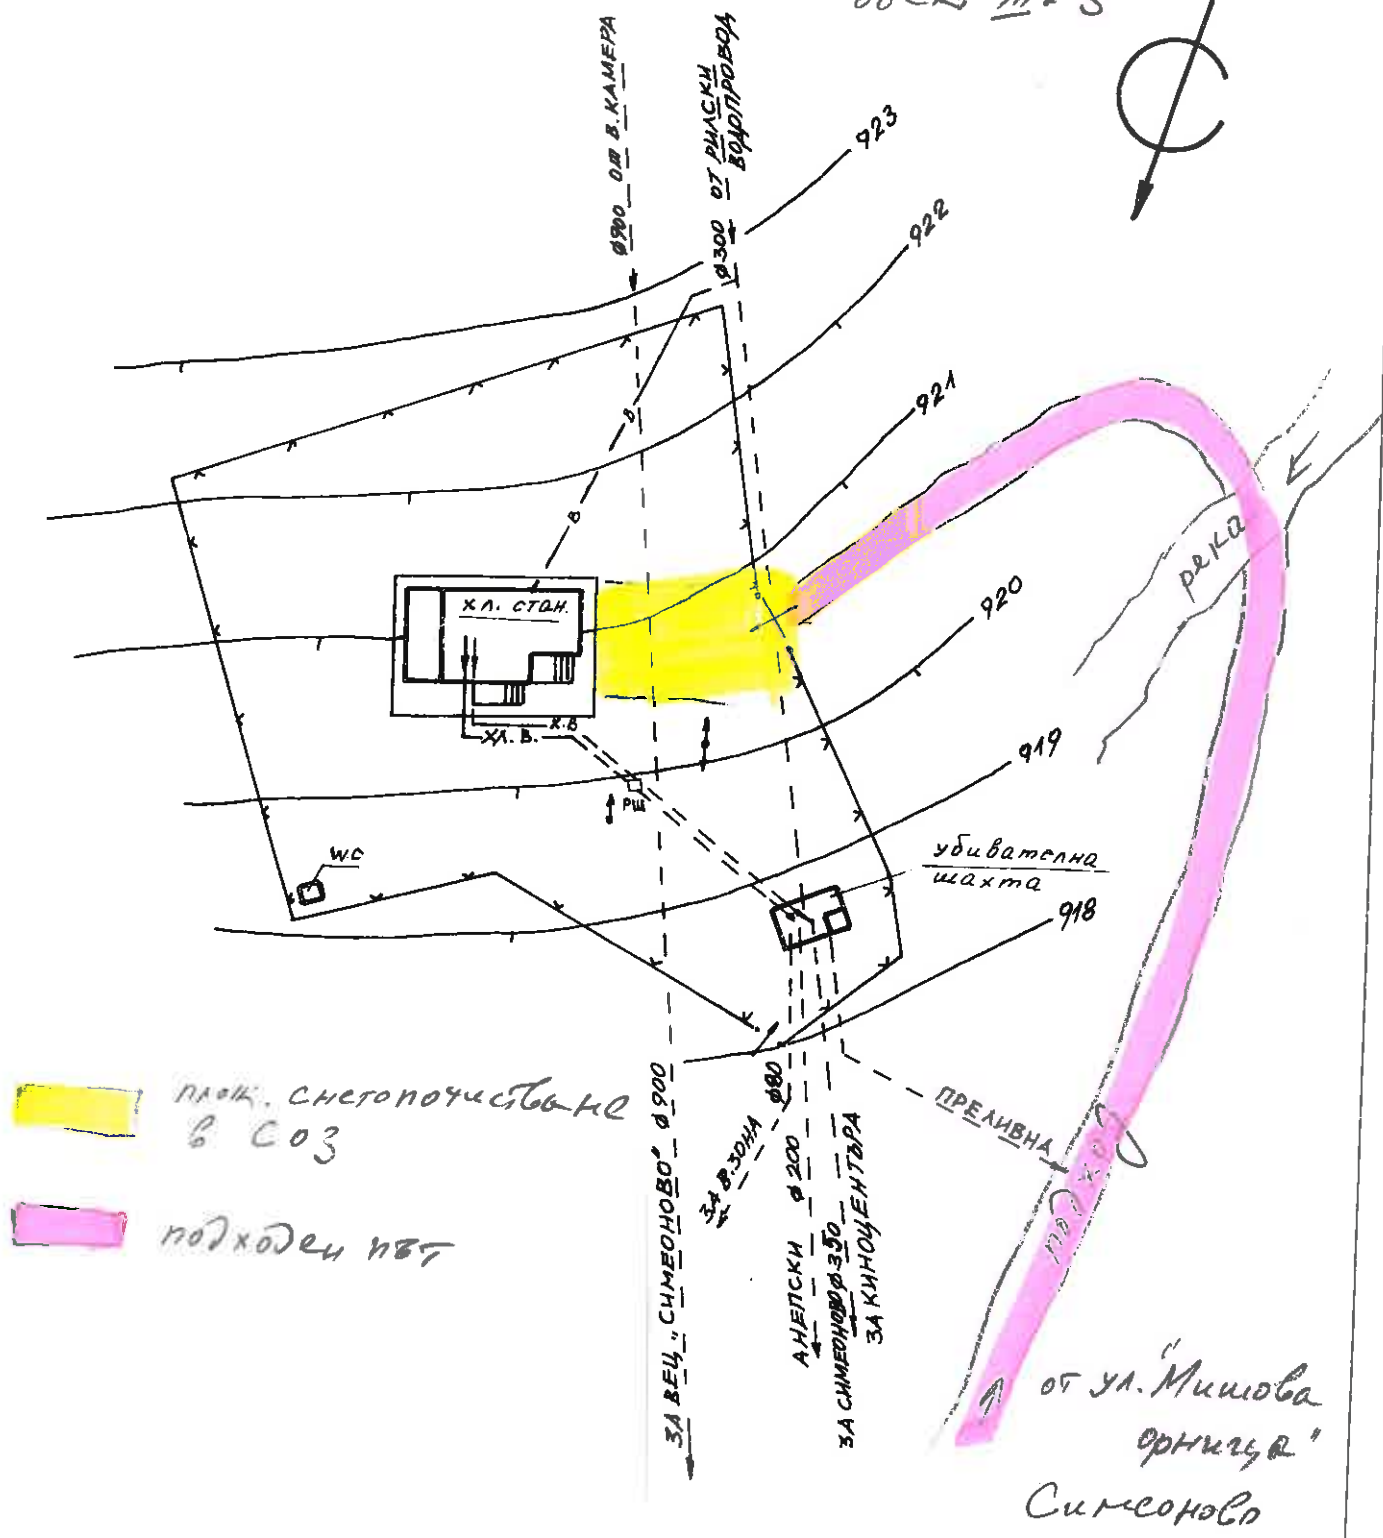 ф900 ОТ В. КАМЕРА
ф300 ОТ РИЛСКИ
ВОДОПРОВОД
923
922
921
920
919
918
река
хл. стан.
х.в
хл. в.
РШ
W.C
убивателна
шахта
площ. снегопочистване
в СОЗ
подходен път
ЗА ВЕЦ „СИМЕОНОВО" ф900
ЗА В.ЗОНА ф80
АНЕПСКИ ф200
ЗА СИМЕОНОВО ф350
ЗА КИНОЦЕНТЪРА
ПРЕЛИВНА
подход
от ул. "Мишова
орница"
Симеоново